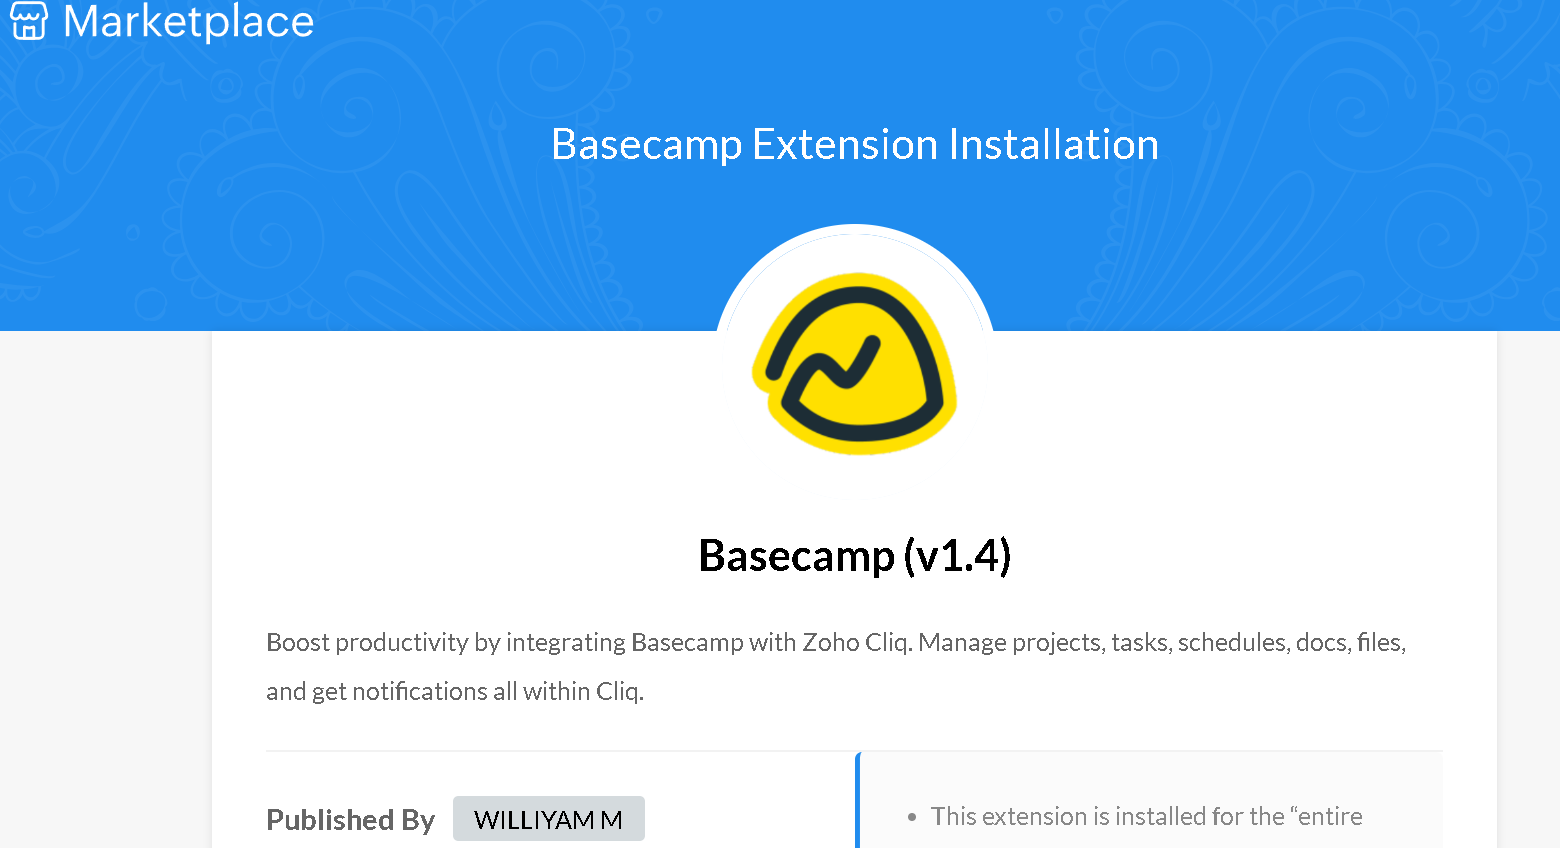 Marketplace
Basecamp Extension Installation
Basecamp (v1.4)
Boost productivity by integrating Basecamp with Zoho Cliq. Manage projects, tasks, schedules, docs, files,
and get notifications all within Cliq.
Published By WILLIYAM M
• This extension is installed for the “entire